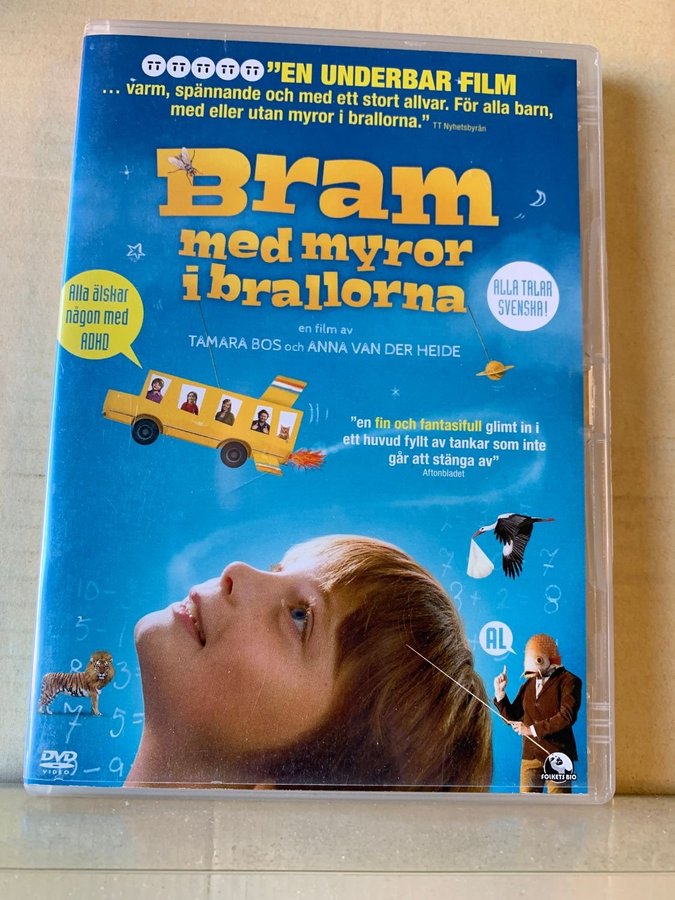 "EN UNDERBAR FILM
... varm, spännande och med ett stort allvar. För alla barn,
med eller utan myror i brallorna." TT Nyhetsbyrån
Bram
med myror
i brallorna
ALLA TALAR
SVENSKA!
Alla älskar
någon med
ADHD
en film av
TAMARA BOS och ANNA VAN DER HEIDE
"en fin och fantasifull glimt in i
ett huvud fyllt av tankar som inte
går att stänga av"
Aftonbladet
AL
7 5=
DVD
VIDEO
FOLKETS BIO